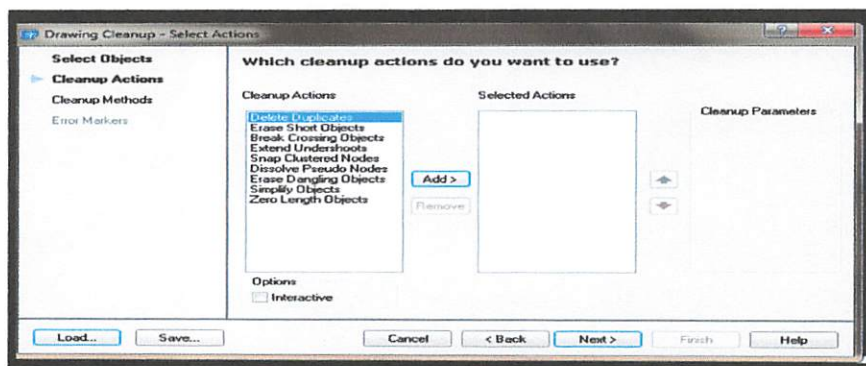 Drawing Cleanup - Select Actions
Select Objects
Cleanup Actions
Cleanup Methods
Error Markers
Which cleanup actions do you want to use?
Cleanup Actions
Delete Duplicates
Erase Short Objects
Break Crossing Objects
Extend Undershoots
Snap Clustered Nodes
Dissolve Pseudo Nodes
Erase Dangling Objects
Simplify Objects
Zero Length Objects
Add >
Remove
Selected Actions
Cleanup Parameters
Options
Interactive
Load...
Save...
Cancel
< Back
Next >
Finish
Help